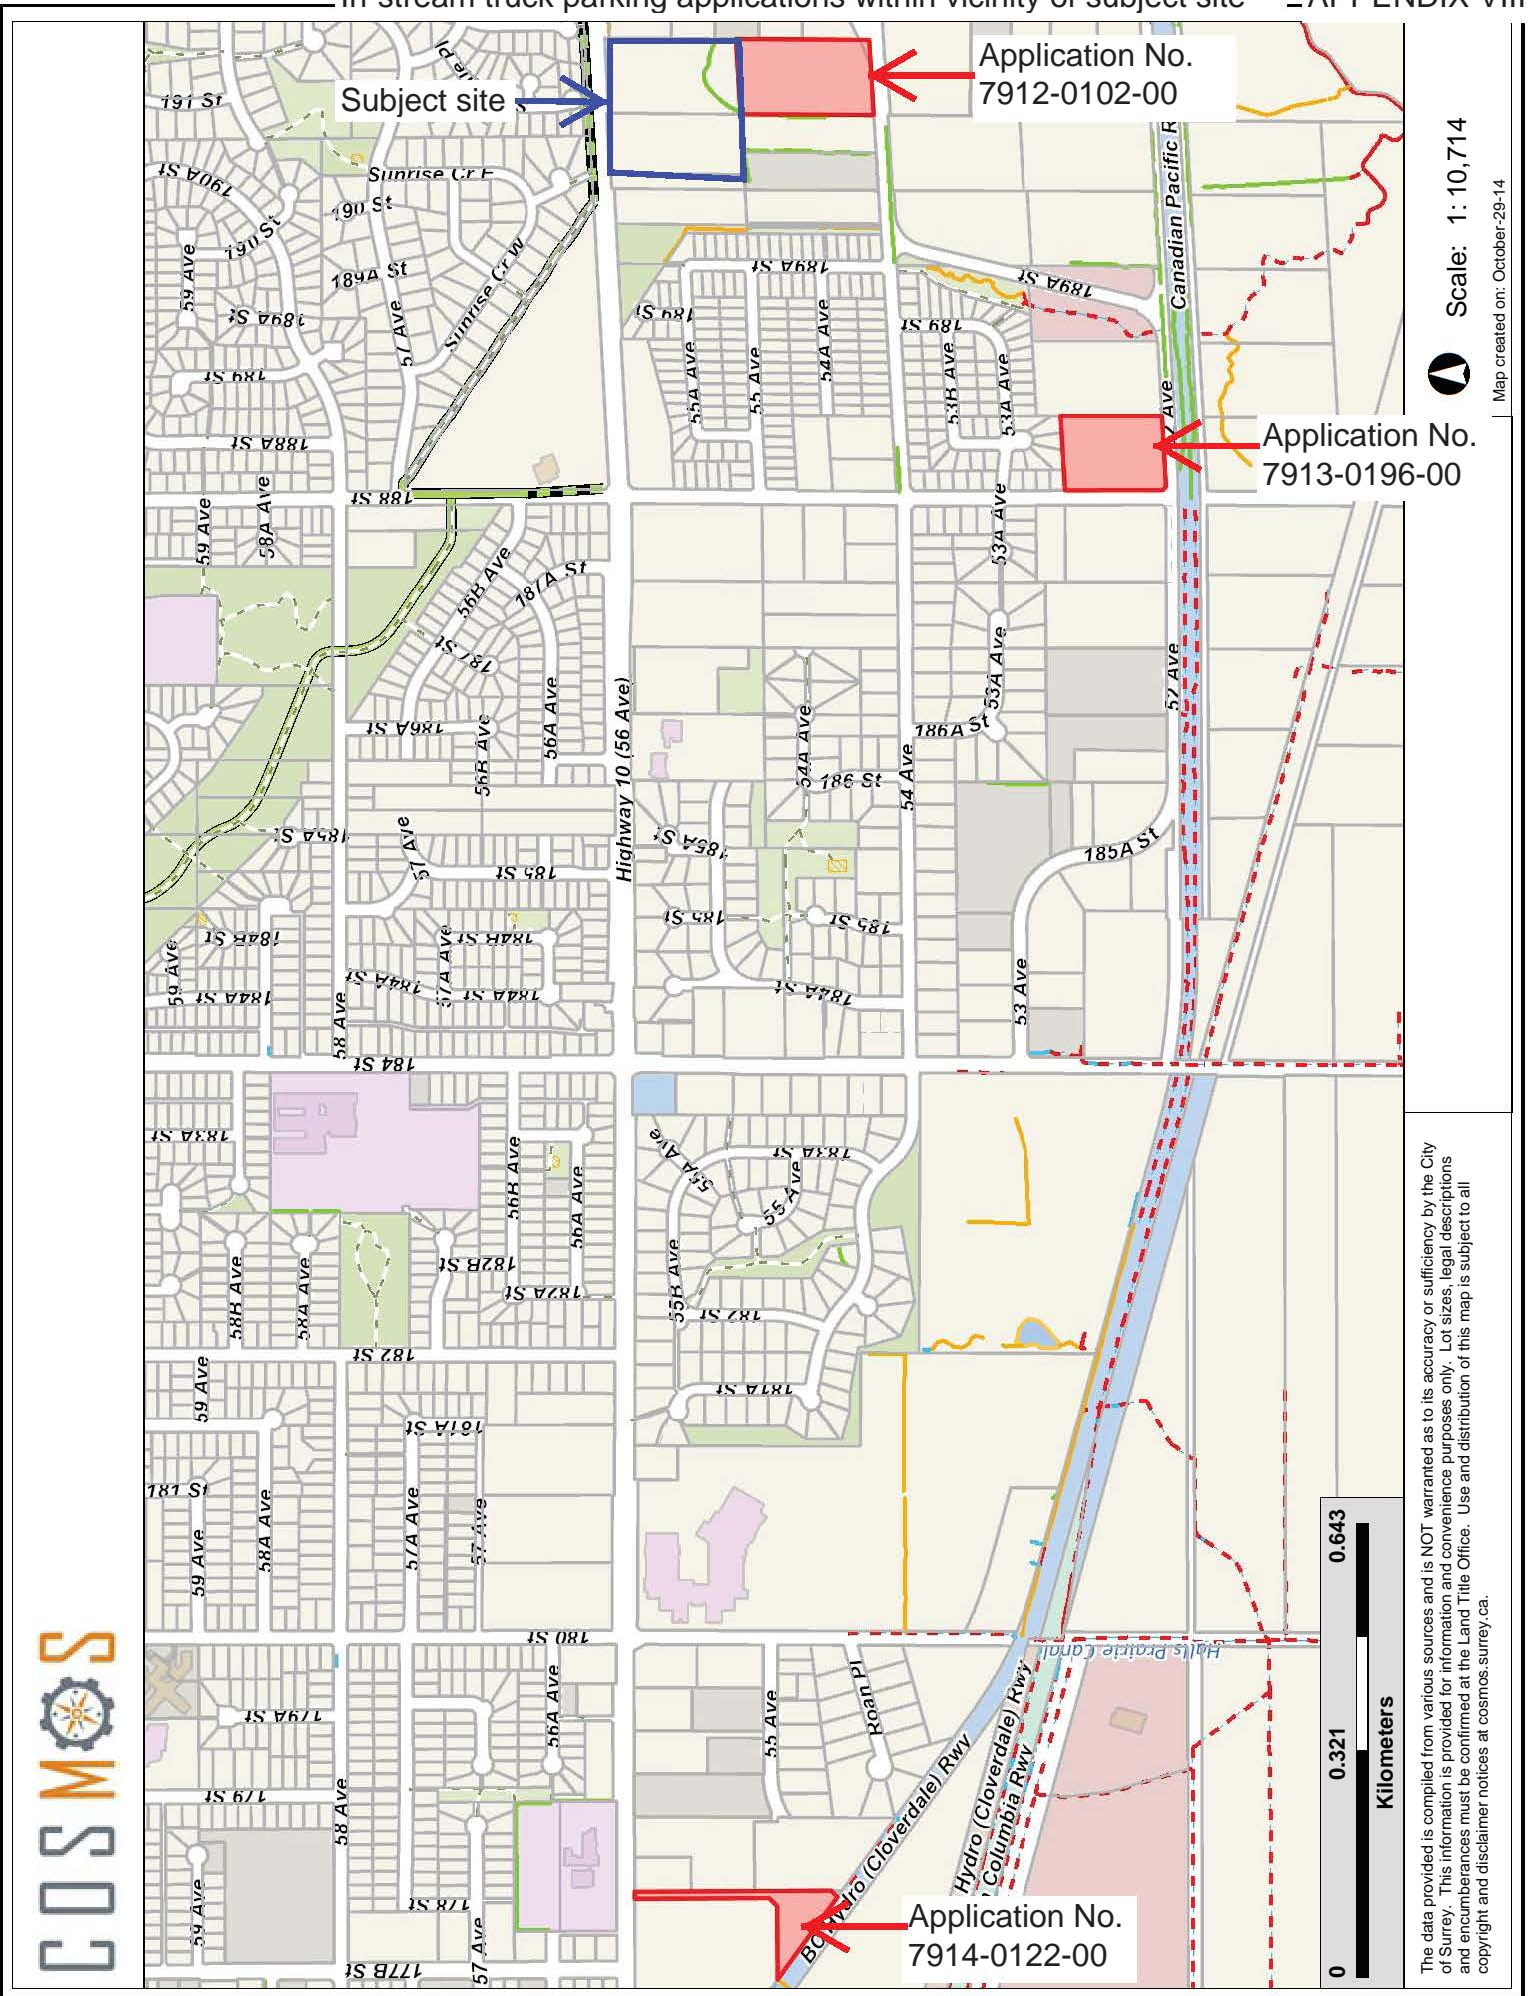 In-stream truck parking applications within vicinity of subject site
APPENDIX VIII
Subject site
Application No.
7912-0102-00
Application No.
7913-0196-00
Application No.
7914-0122-00
COSMOS
191 St
190A St
190 St
190 St
Sunrise Cr E
Sunrise Cr W
59 Ave
189A St
189A St
57 Ave
189 St
188A St
188 St
59 Ave
58A Ave
56B Ave
187A St
187 St
186A St
56B Ave
56A Ave
185A St
57 Ave
185 St
184B St
59 Ave
184A St
57A Ave
184B St
184A St
184A St
58 Ave
184 St
Highway 10 (56 Ave)
189A St
189 St
55A Ave
55 Ave
54A Ave
189A St
189 St
53B Ave
53A Ave
53A Ave
53A Ave
186A St
54A Ave
186 St
54 Ave
185A St
185 St
185 St
184A St
185A St
53 Ave
52 Ave
52 Ave
Canadian Pacific R
183A St
56B Ave
56A Ave
182B St
182A St
58B Ave
58A Ave
182 St
59 Ave
181A St
181 St
59 Ave
58A Ave
57A Ave
57 Ave
180 St
55A Ave
183A St
55 Ave
55B Ave
182 St
181A St
179A St
179 St
58 Ave
56A Ave
59 Ave
178 St
57 Ave
177B St
55 Ave
Roan Pl
Halls Prairie Canal
BC Hydro (Cloverdale) Rwy
Hydro (Cloverdale) Rwy
Columbia Rwy
Scale: 1:10,714
Map created on: October-29-14
0
0.321
0.643
Kilometers
The data provided is compiled from various sources and is NOT warranted as to its accuracy or sufficiency by the City
of Surrey. This information is provided for information and convenience purposes only. Lot sizes, legal descriptions
and encumbrances must be confirmed at the Land Title Office. Use and distribution of this map is subject to all
copyright and disclaimer notices at cosmos.surrey.ca.